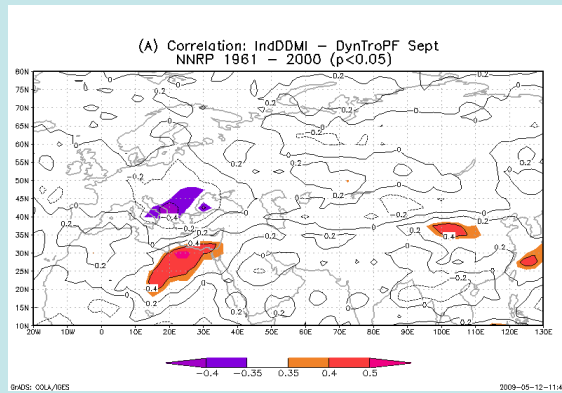 (A) Correlation: IndDDMI - DynTroPF Sept
NNRP 1961 - 2000 (p<0.05)
80N
75N
70N
65N
60N
55N
50N
45N
40N
35N
30N
25N
20N
15N
10N
20W 10W 0 10E 20E 30E 40E 50E 60E 70E 80E 90E 100E 110E 120E 130E
-0.4 -0.35 0.35 0.4 0.5
GrADS: COLA/IGES
2009-05-12-11:4